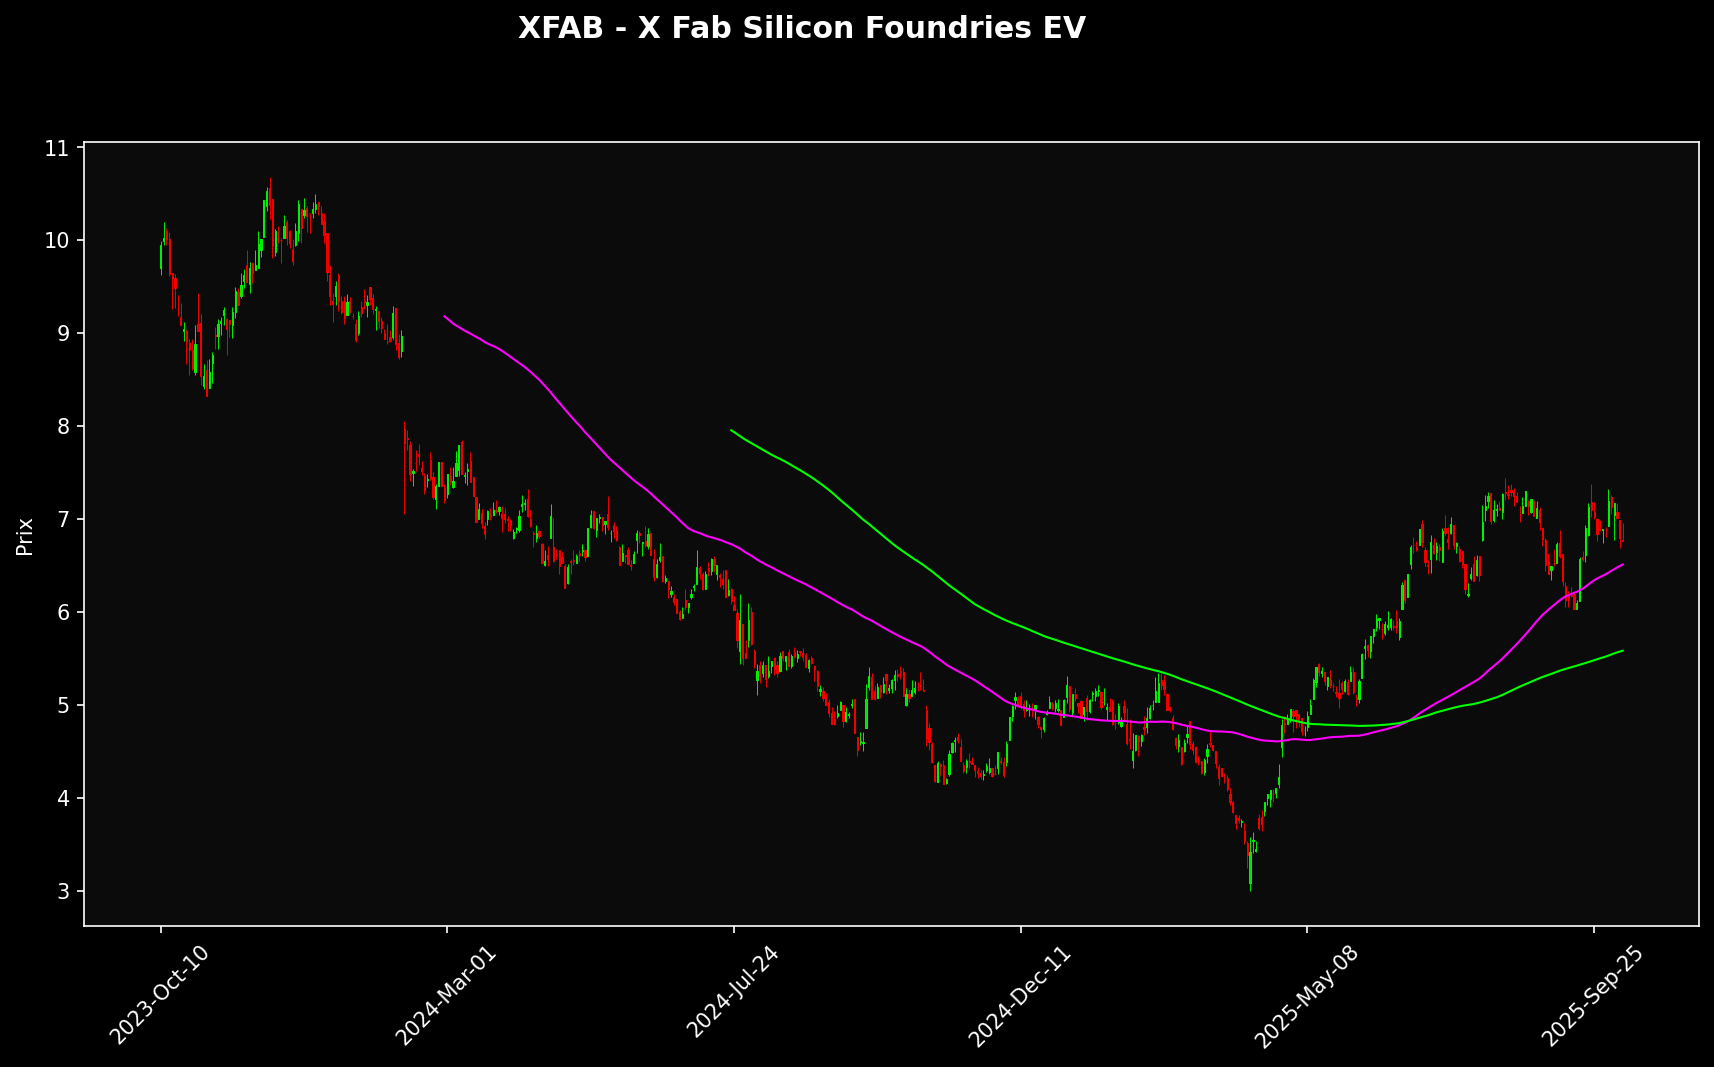 XFAB - X Fab Silicon Foundries EV
Prix
11
10
9
8
7
6
5
4
3
2023-Oct-10
2024-Mar-01
2024-Jul-24
2024-Dec-11
2025-May-08
2025-Sep-25